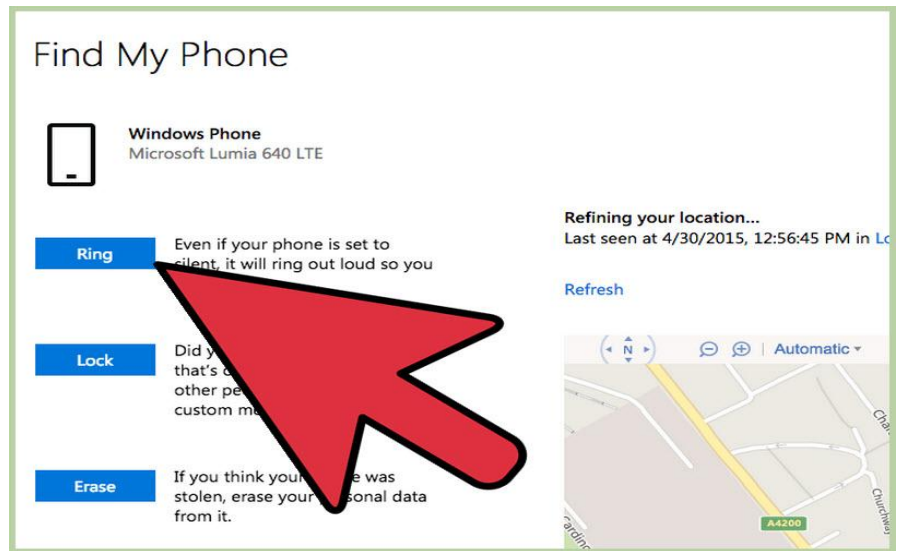 Find My Phone
Windows Phone
Microsoft Lumia 640 LTE
Ring
Even if your phone is set to
silent, it will ring out loud so you
Lock
Did
that's
other
custom
Erase
If you think your was
stolen, erase your personal data
from it.
Refining your location...
Last seen at 4/30/2015, 12:56:45 PM in
Refresh
N
Automatic
A4200